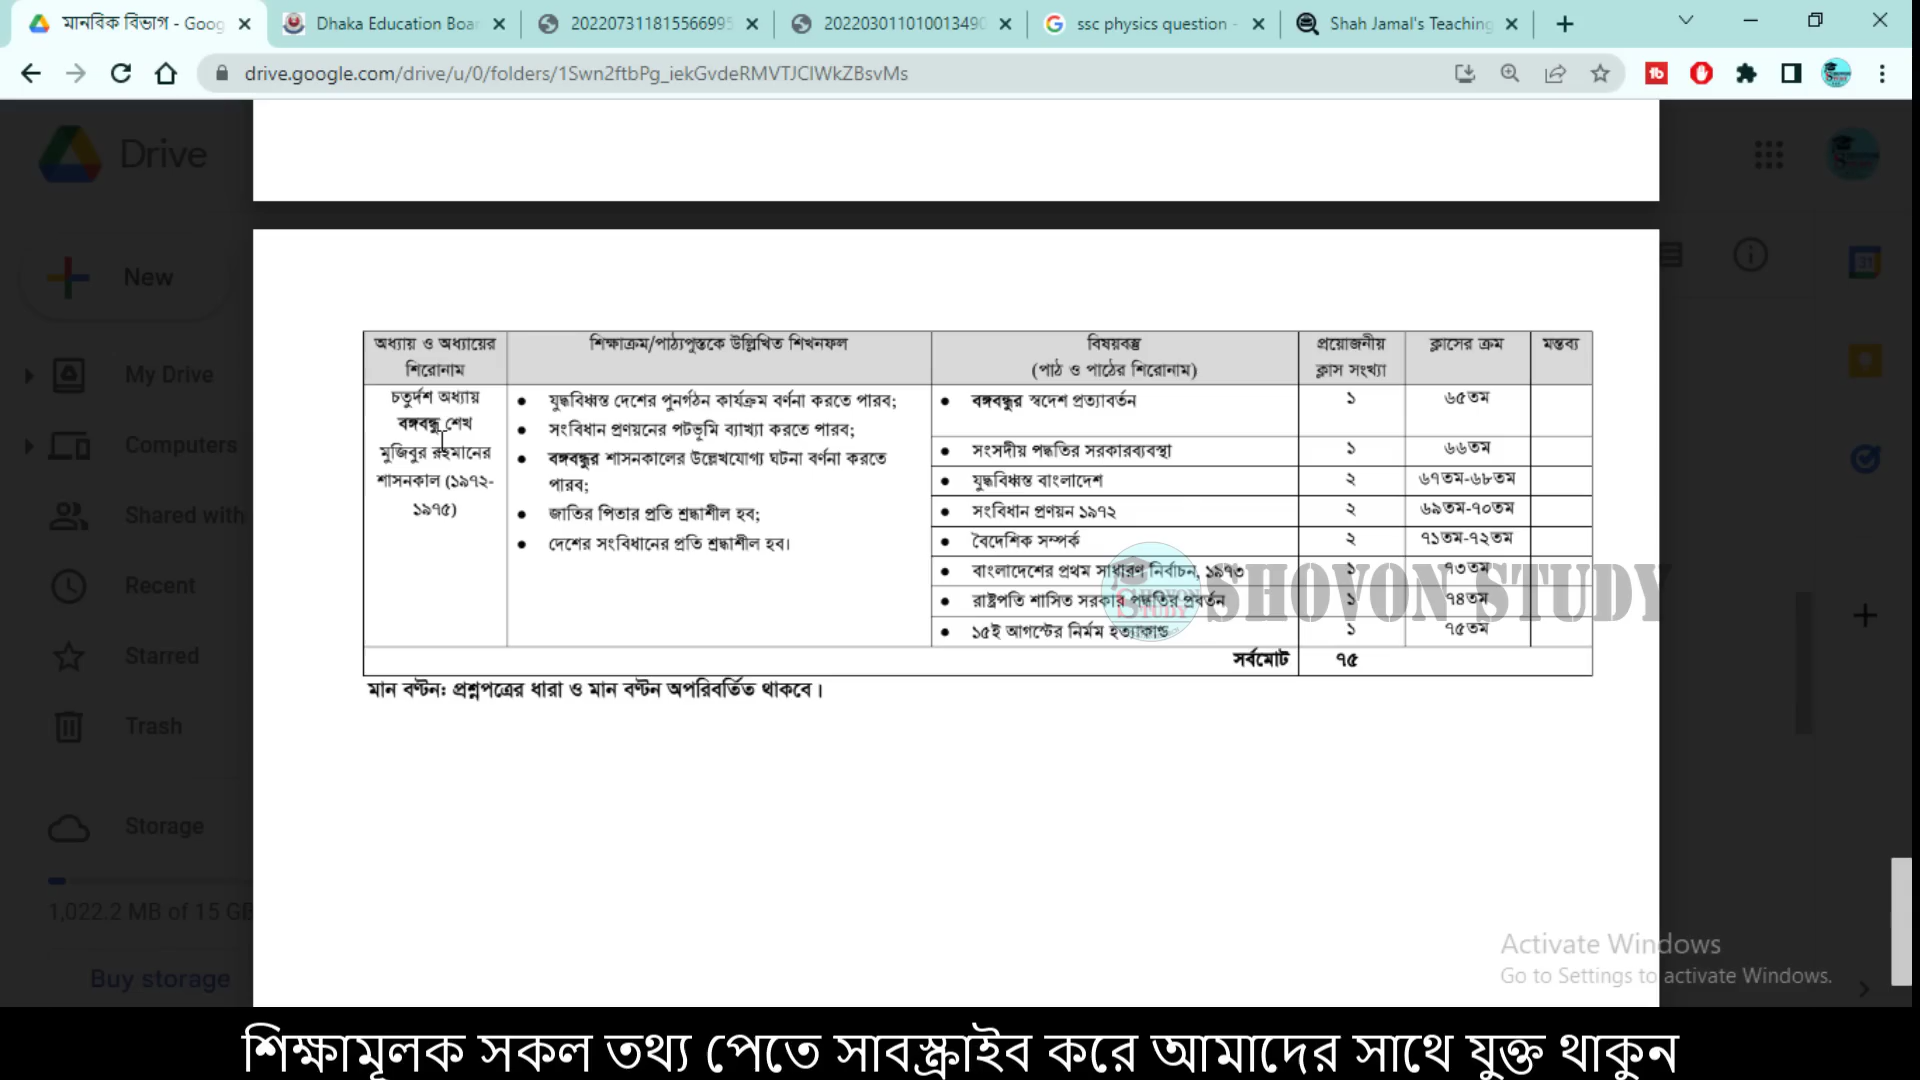 মানবিক বিভাগ - Goog
Dhaka Education Boar
202207311815566995
20220301101001349
ssc physics question -
Shah Jamal's Teaching
drive.google.com/drive/u/0/folders/1Swn2ftbPg_iekGvdeRMVTJClWkZBsvMs
Drive
New
My Drive
Computers
Shared with
Recent
Starred
Trash
Storage
1,022.2 MB of 15 GB
Buy storage
31
অধ্যায় ও অধ্যায়ের শিরোনাম
শিক্ষাক্রম/পাঠ্যপুস্তকে উল্লিখিত শিখনফল
বিষয়বস্তু
(পাঠ ও পাঠের শিরোনাম)
প্রয়োজনীয় ক্লাস সংখ্যা
ক্লাসের ক্রম
মন্তব্য
চতুর্দশ অধ্যায়
বঙ্গবন্ধু শেখ
মুজিবুর রহমানের
শাসনকাল (১৯৭২-
১৯৭৫)
• যুদ্ধবিধ্বস্ত দেশের পুনর্গঠন কার্যক্রম বর্ণনা করতে পারব;
• সংবিধান প্রণয়নের পটভূমি ব্যাখ্যা করতে পারব;
• বঙ্গবন্ধুর শাসনকালের উল্লেখযোগ্য ঘটনা বর্ণনা করতে
পারব;
• জাতির পিতার প্রতি শ্রদ্ধাশীল হব;
• দেশের সংবিধানের প্রতি শ্রদ্ধাশীল হব।
• বঙ্গবন্ধুর স্বদেশ প্রত্যাবর্তন ১ ৬৫তম
• সংসদীয় পদ্ধতির সরকারব্যবস্থা ১ ৬৬তম
• যুদ্ধবিধ্বস্ত বাংলাদেশ ২ ৬৭তম-৬৮তম
• সংবিধান প্রণয়ন ১৯৭২ ২ ৬৯তম-৭০তম
• বৈদেশিক সম্পর্ক ২ ৭১তম-৭২তম
• বাংলাদেশের প্রথম সাধারণ নির্বাচন, ১৯৭৩ ১ ৭৩তম
• রাষ্ট্রপতি শাসিত সরকার পদ্ধতির প্রবর্তন ১ ৭৪তম
• ১৫ই আগস্টের নির্মম হত্যাকাণ্ড ১ ৭৫তম
সর্বমোট ৭৫
মান বণ্টন: প্রশ্নপত্রের ধারা ও মান বণ্টন অপরিবর্তিত থাকবে।
SHOVON STUDY
Activate Windows
Go to Settings to activate Windows.
শিক্ষামূলক সকল তথ্য পেতে সাবস্ক্রাইব করে আমাদের সাথে যুক্ত থাকুন